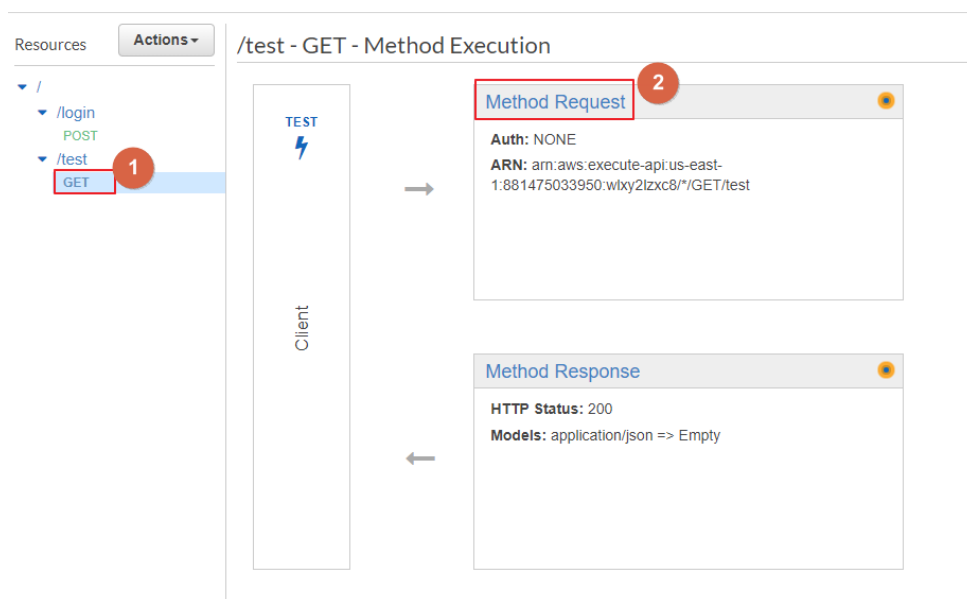 Resources
Actions
/test - GET - Method Execution
/
/login
POST
/test
GET
1
TEST
Client
Method Request
2
Auth: NONE
ARN: arn:aws:execute-api:us-east-
1:881475033950:wlxy2lzxc8/*/GET/test
Method Response
HTTP Status: 200
Models: application/json => Empty